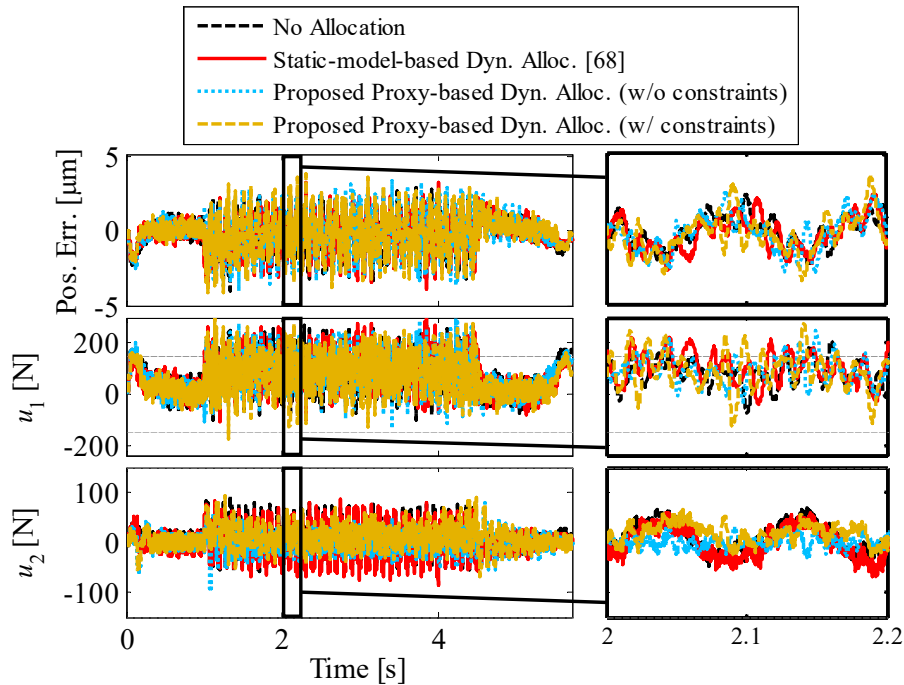 No Allocation
Static-model-based Dyn. Alloc. [68]
Proposed Proxy-based Dyn. Alloc. (w/o constraints)
Proposed Proxy-based Dyn. Alloc. (w/ constraints)
Pos. Err. [μm]
5
0
-5
u1 [N]
200
0
-200
u2 [N]
100
0
-100
0
2
4
2
2.1
2.2
Time [s]